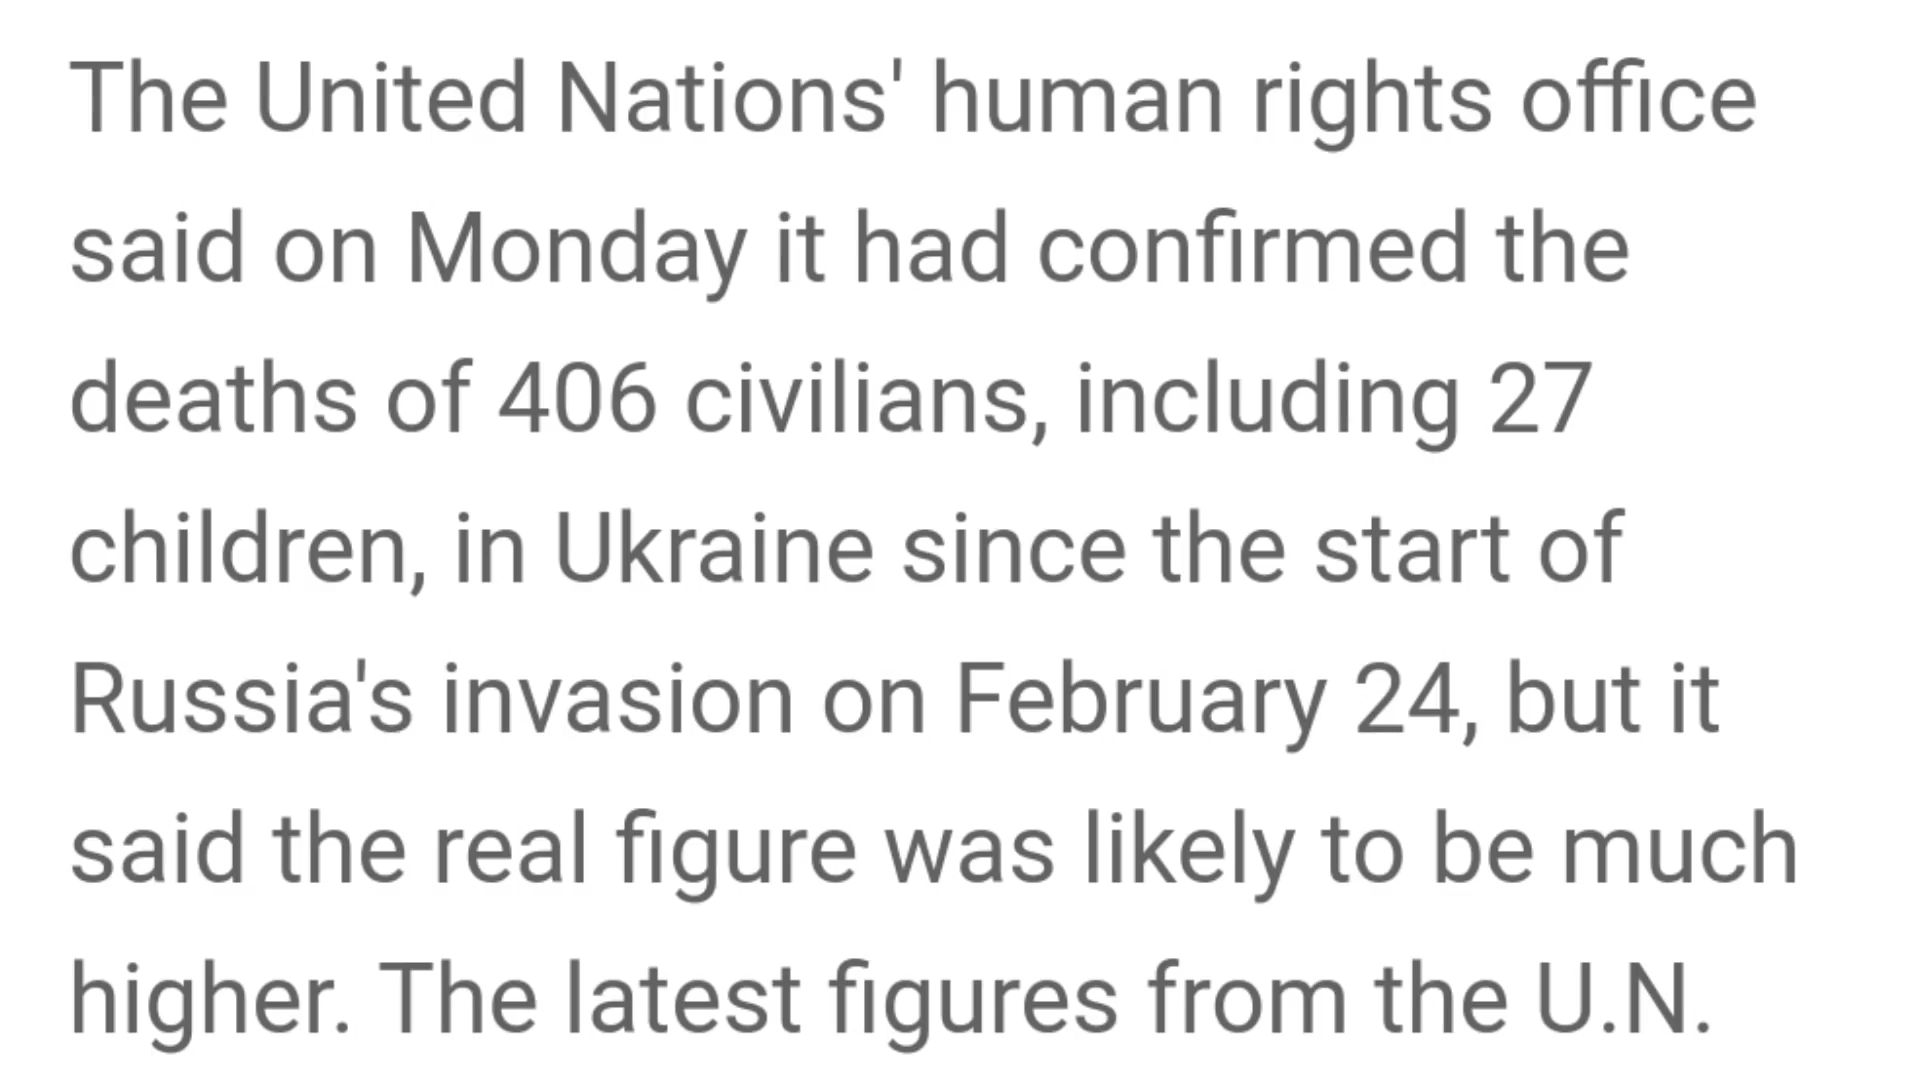 The United Nations' human rights office
said on Monday it had confirmed the
deaths of 406 civilians, including 27
children, in Ukraine since the start of
Russia's invasion on February 24, but it
said the real figure was likely to be much
higher. The latest figures from the U.N.